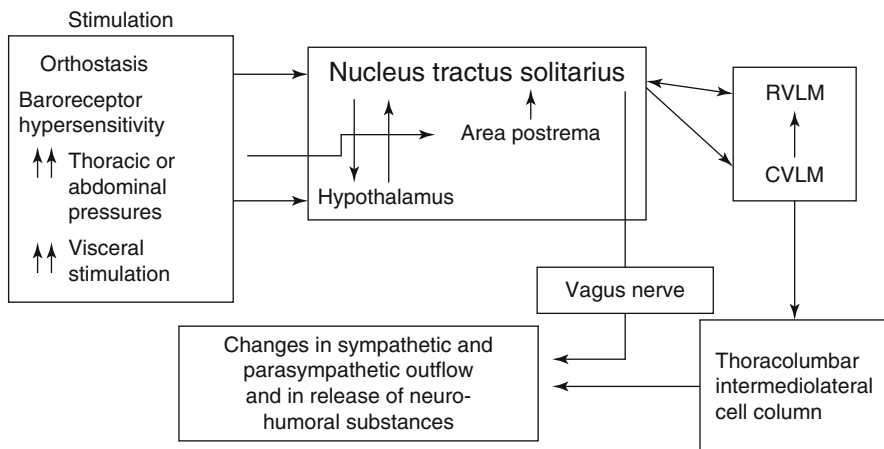 Stimulation
Orthostasis
Baroreceptor
hypersensitivity
Thoracic or
abdominal
pressures
Visceral
stimulation
Nucleus tractus solitarius
Area postrema
Hypothalamus
RVLM
CVLM
Vagus nerve
Changes in sympathetic and
parasympathetic outflow
and in release of neuro-
humoral substances
Thoracolumbar
intermediolateral
cell column